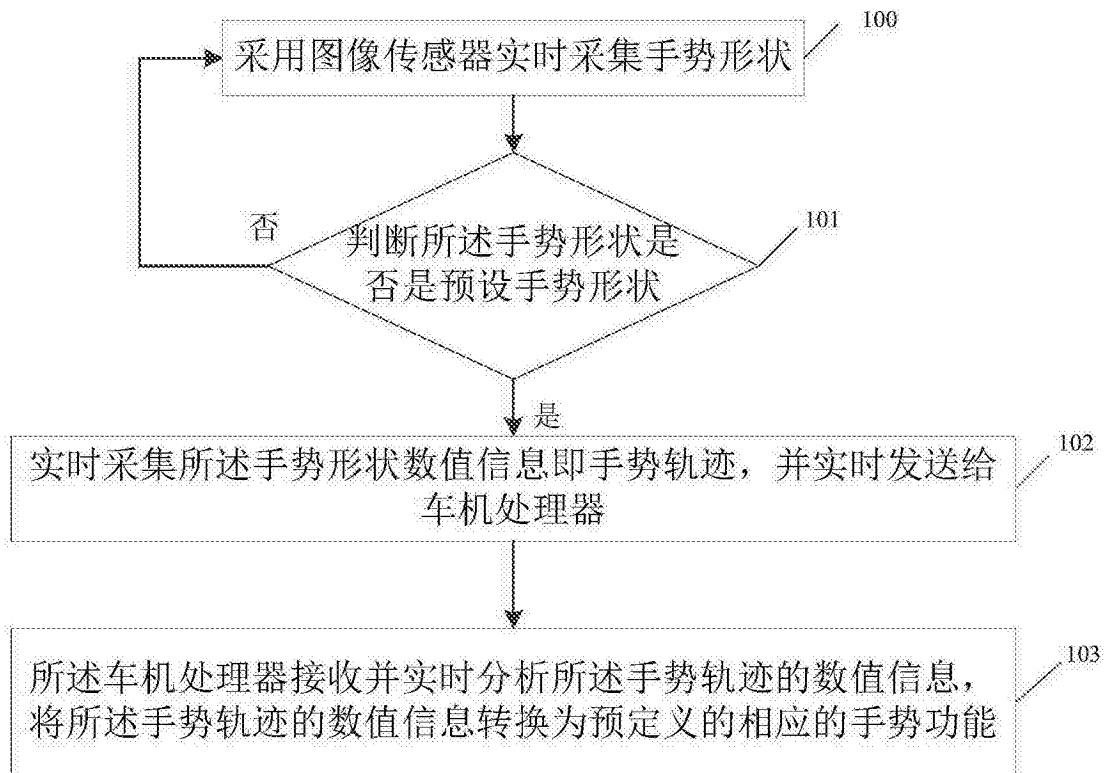 100
采用图像传感器实时采集手势形状
否
101
判断所述手势形状是
否是预设手势形状
是
102
实时采集所述手势形状数值信息即手势轨迹，并实时发送给
车机处理器
103
所述车机处理器接收并实时分析所述手势轨迹的数值信息，
将所述手势轨迹的数值信息转换为预定义的相应的手势功能